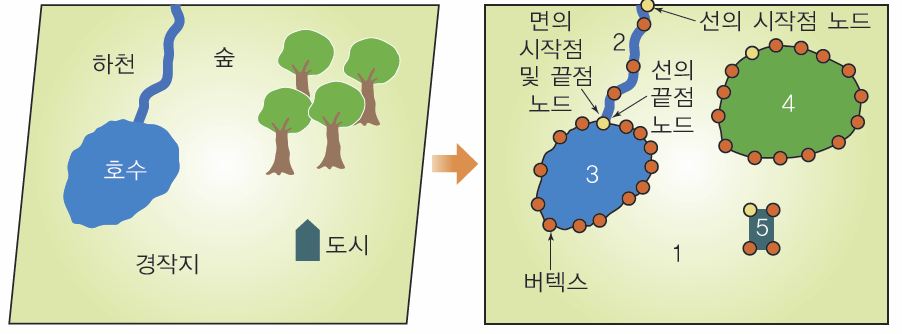 하천
숲
호수
도시
경작지
면의
시작점
및 끝점
노드
선의 시작점 노드
2
선의
끝점
노드
4
3
5
1
버텍스